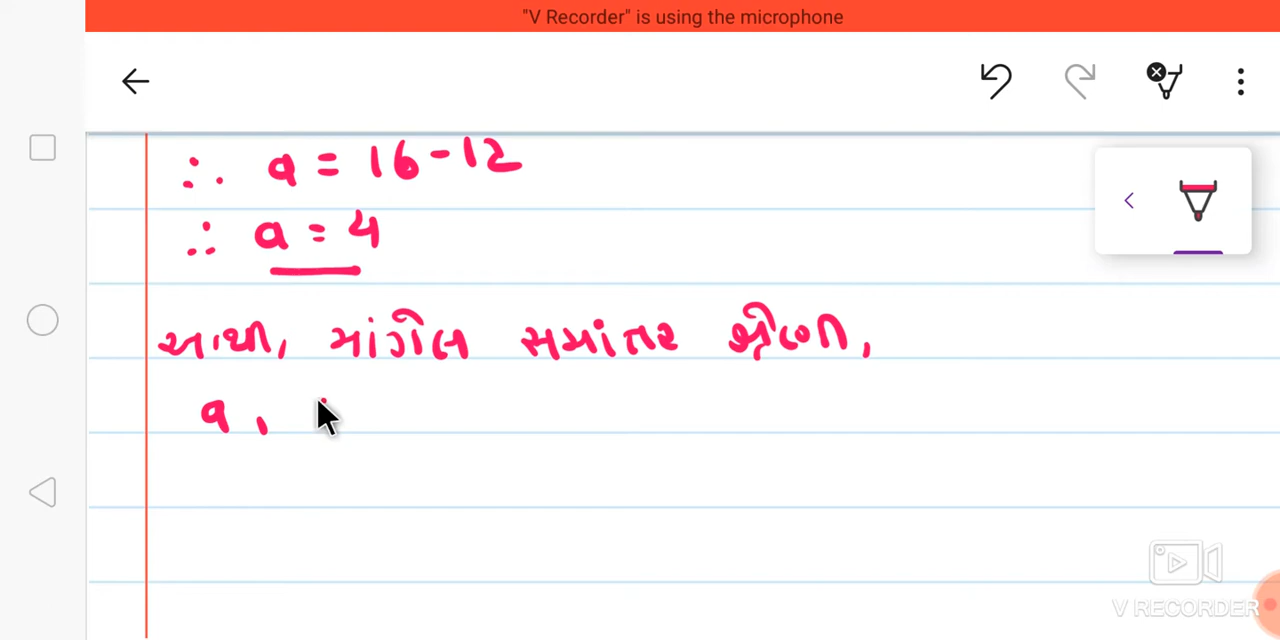 "V Recorder" is using the microphone
∴ a = 16 - 12
∴ a = 4
આથી, માંગેલ સમાંતર શ્રેણી,
a,
V RECORDER